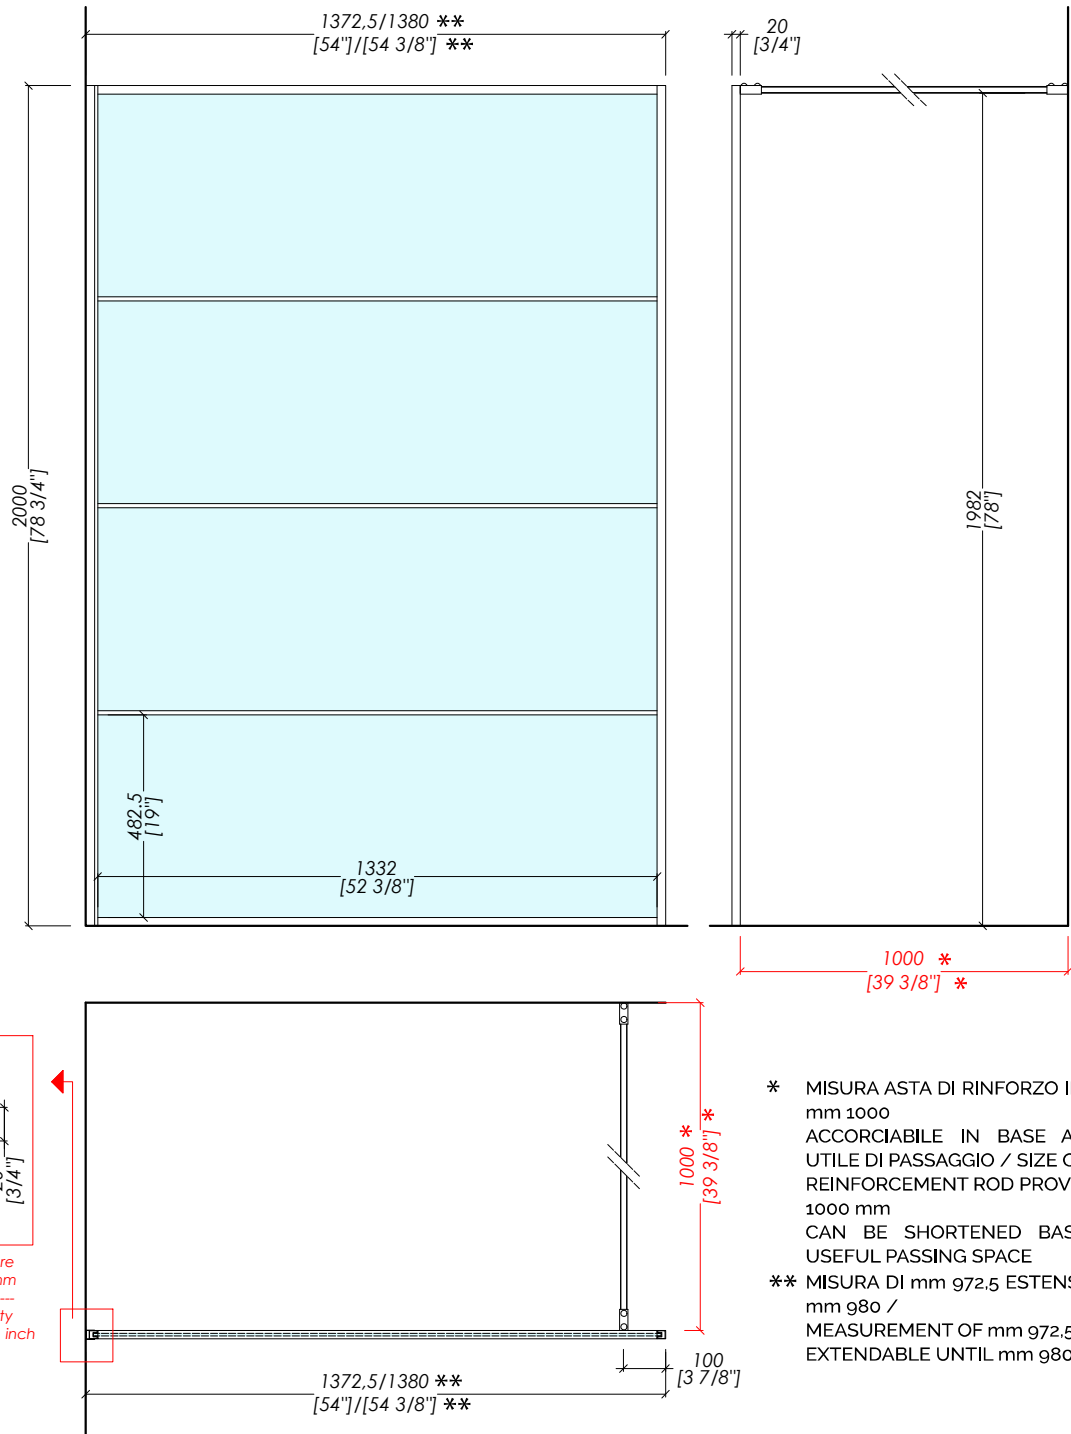 1372,5/1380 **
[54"]/[54 3/8"] **
20
[3/4"]
2000
[78 3/4"]
1982
[78"]
482.5
[19"]
1332
[52 3/8"]
1000 *
[39 3/8"] *
1000 *
[39 3/8"] *
[3/4"]
100
[3 7/8"]
1372,5/1380 **
[54"]/[54 3/8"] **
inch
* MISURA ASTA DI RINFORZO
mm 1000
ACCORCIABILE IN BASE
UTILE DI PASSAGGIO / SIZE
REINFORCEMENT ROD
1000 mm
CAN BE SHORTENED
USEFUL PASSING SPACE
** MISURA DI mm 972,5
mm 980 /
MEASUREMENT OF mm 972,5
EXTENDABLE UNTIL mm 980